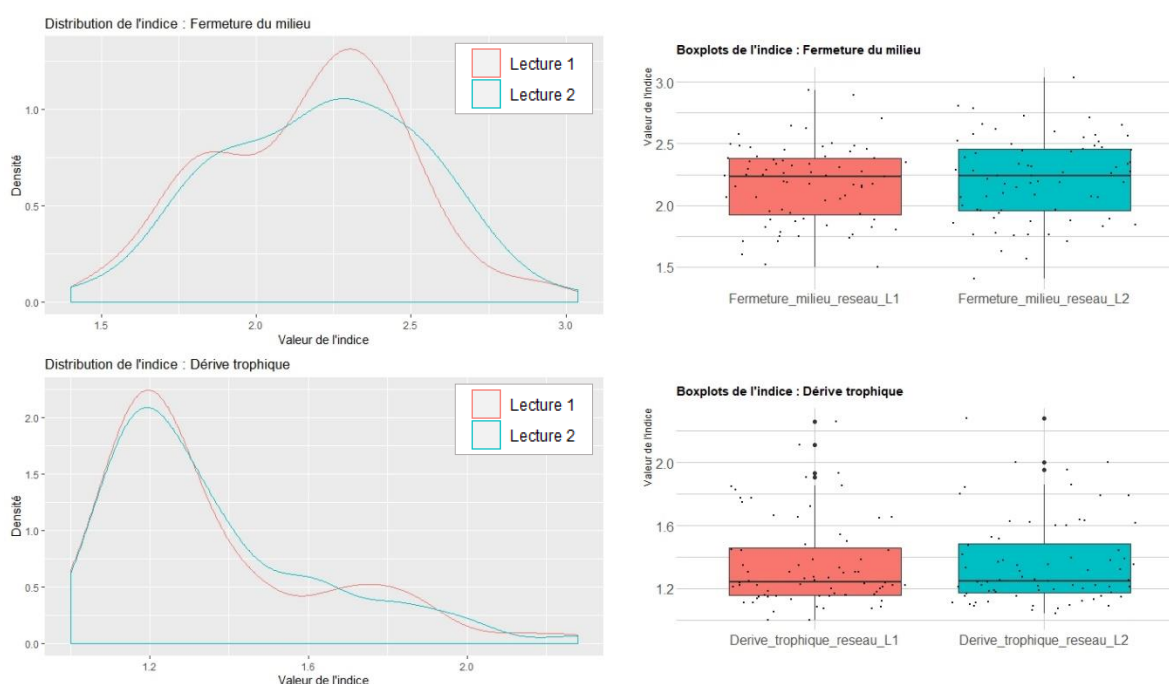 Distribution de l'indice : Fermeture du milieu
Lecture 1
Lecture 2
1.0
0.5
0.0
Densité
1.5
2.0
2.5
3.0
Valeur de l'indice
Boxplots de l'indice : Fermeture du milieu
Valeur de l'indice
3.0
2.5
2.0
1.5
Fermeture_milieu_reseau_L1
Fermeture_milieu_reseau_L2
Distribution de l'indice : Dérive trophique
Lecture 1
Lecture 2
2.0
1.5
1.0
0.5
0.0
Densité
1.2
1.6
2.0
Valeur de l'indice
Boxplots de l'indice : Dérive trophique
Valeur de l'indice
2.0
1.6
1.2
Derive_trophique_reseau_L1
Derive_trophique_reseau_L2